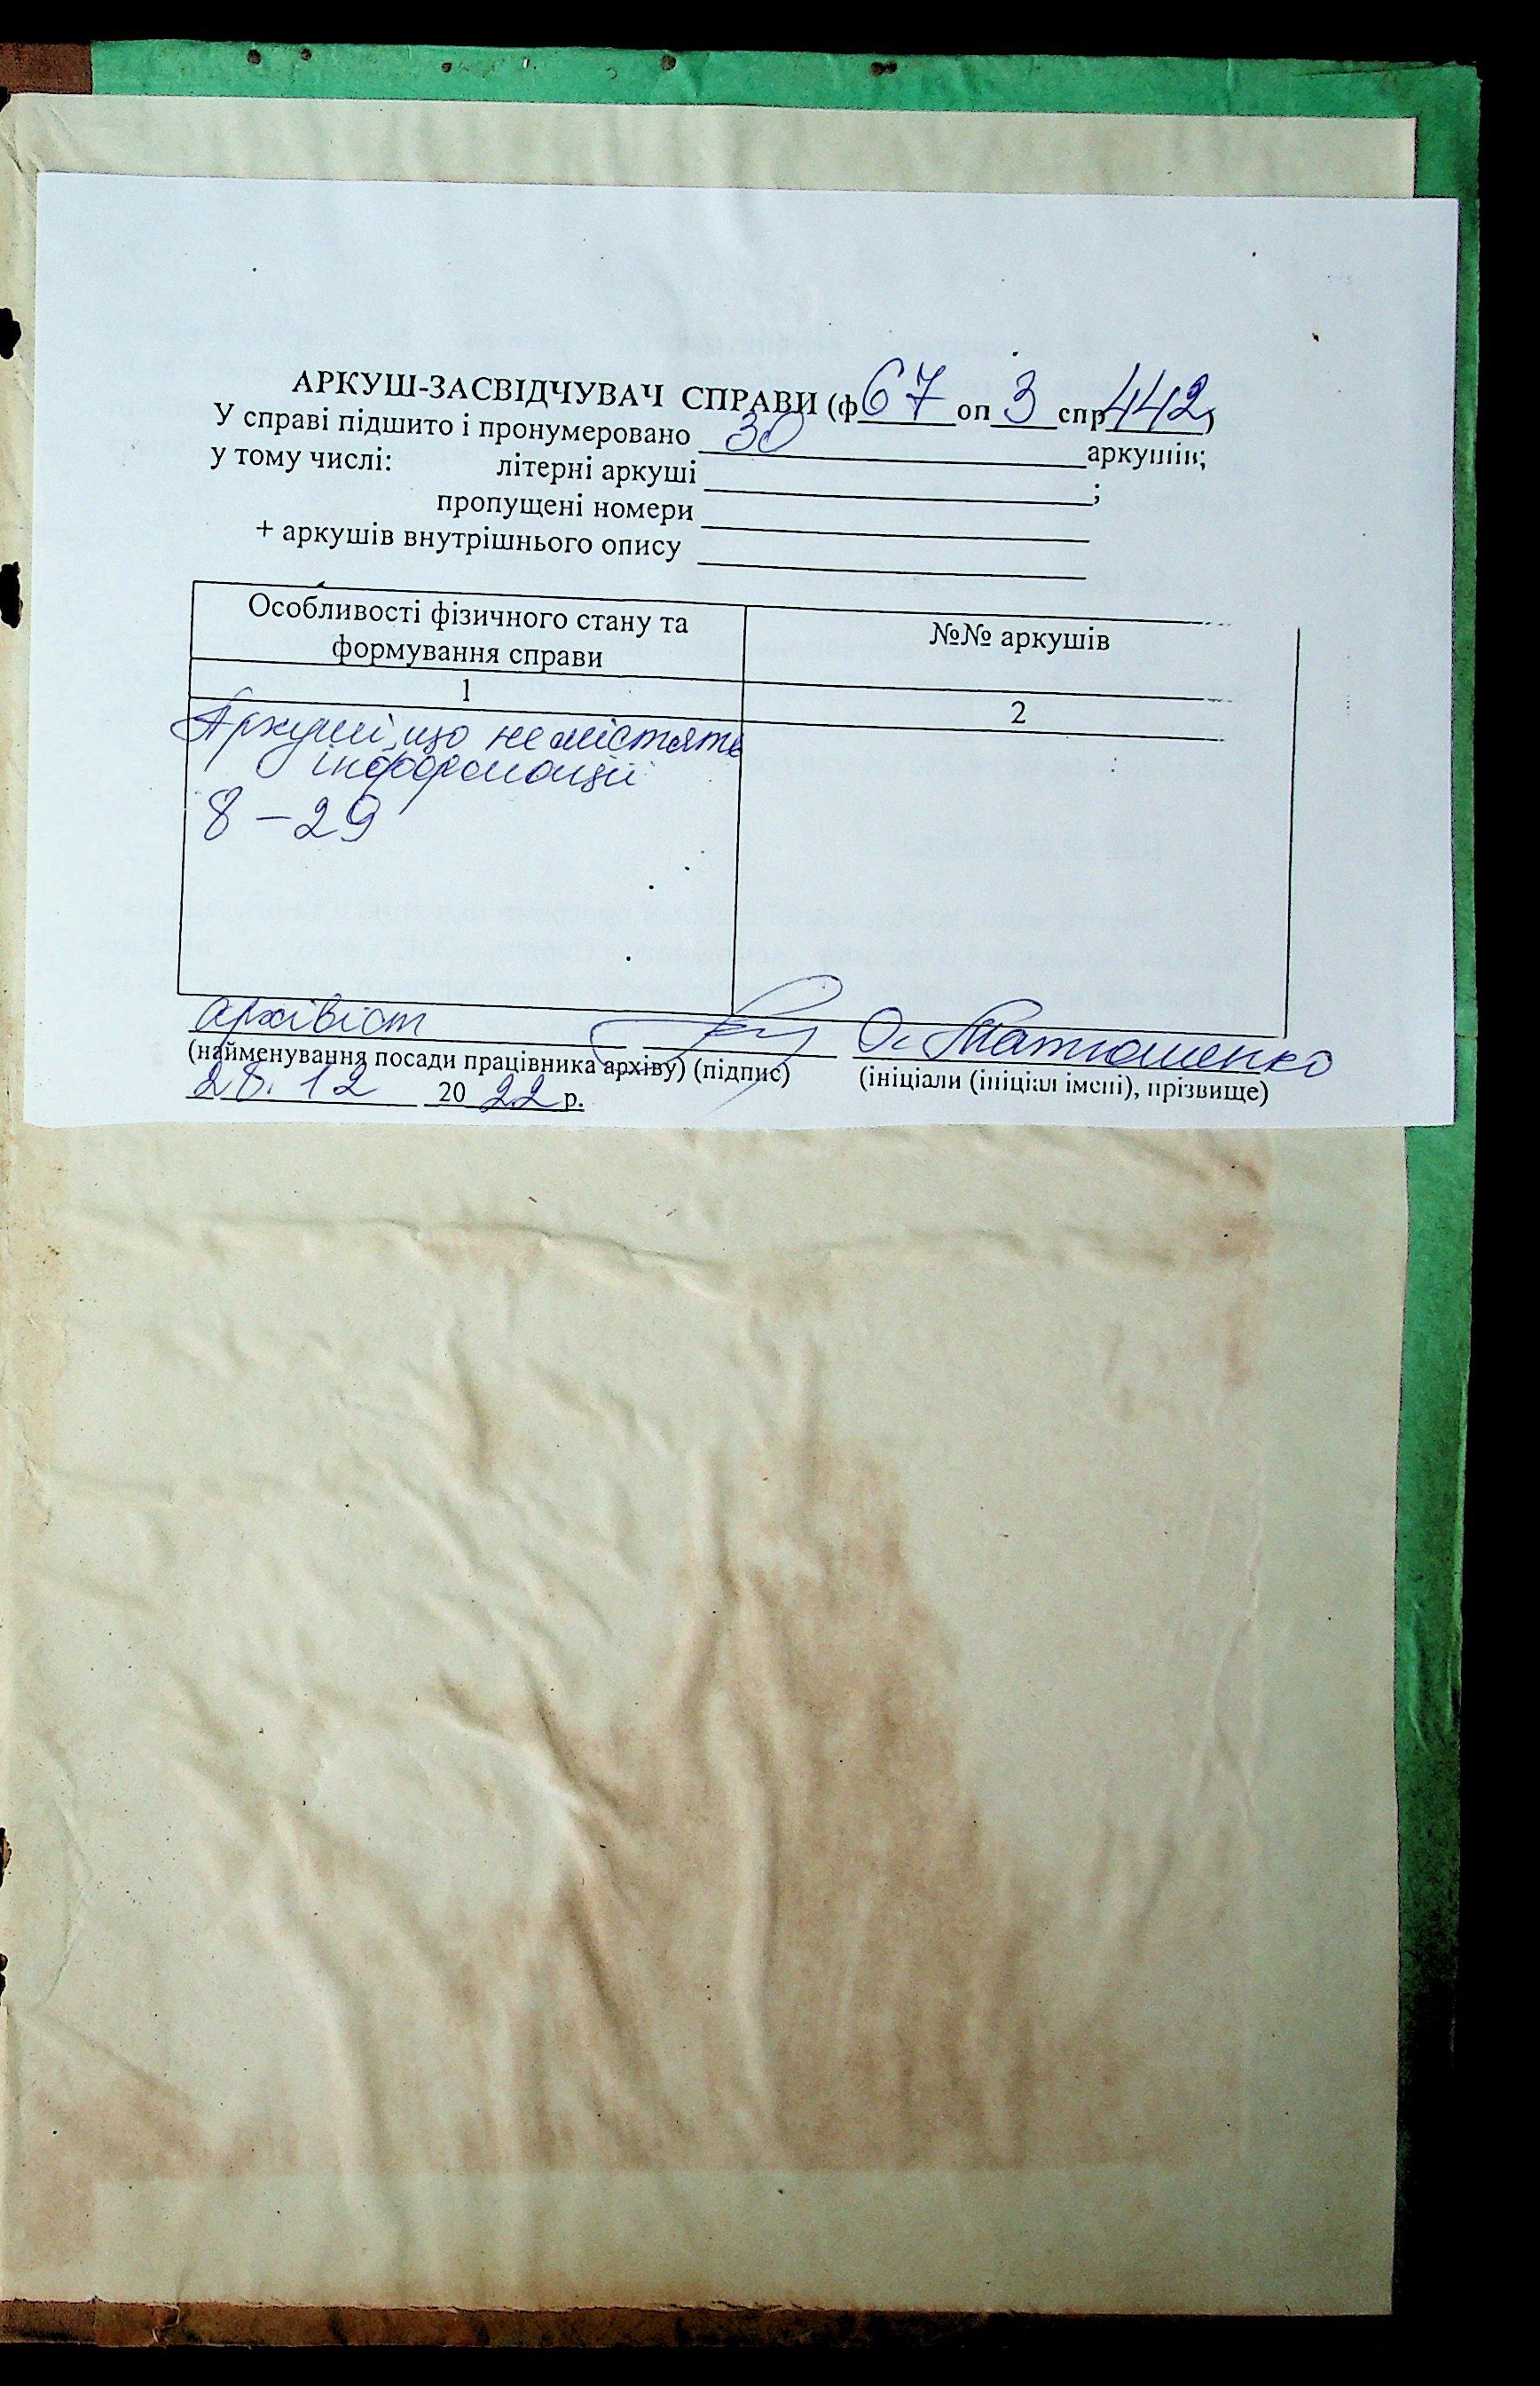 АРКУШ-ЗАСВІДЧУВАЧ СПРАВИ (ф 67 оп 3 спр 442)
У справі підшито і пронумеровано 30 аркушів;
у тому числі: літерні аркуші ;
пропущені номери
+ аркушів внутрішнього опису
Особливості фізичного стану та формування справи
№№ аркушів
1
2
Аркуші, що не містять
інформації
8 – 29
архівіст О. Матюшенко
(найменування посади працівника архіву) (підпис) (ініціали (ініціал імені), прізвище)
28.12 2022 р.